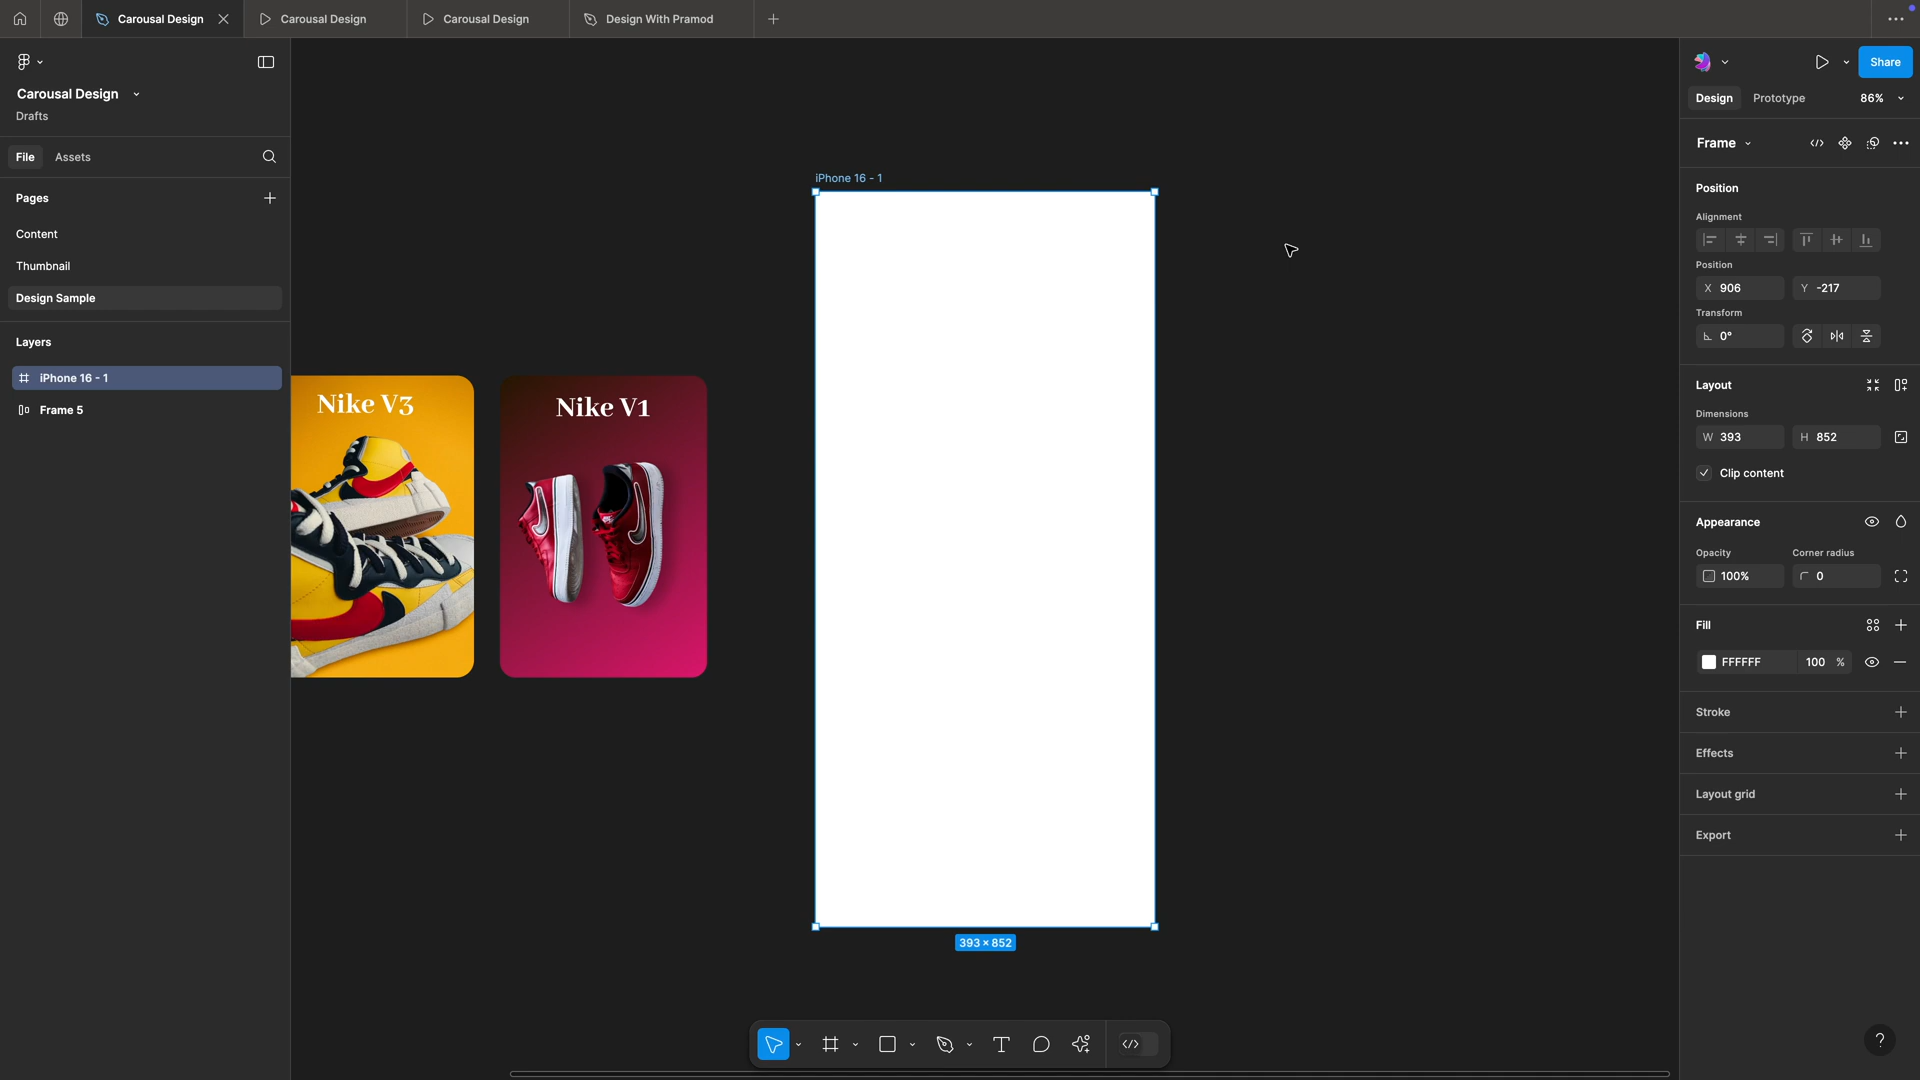 Carousal Design
Carousal Design
Carousal Design
Design With Pramod
Carousal Design
Drafts
File
Assets
Pages
Content
Thumbnail
Design Sample
Layers
iPhone 16 - 1
Frame 5
Nike V3
Nike V1
iPhone 16 - 1
393 × 852
Share
Design
Prototype
86%
Frame
Position
Alignment
Position
X 906
Y -217
Transform
0°
Layout
Dimensions
W 393
H 852
Clip content
Appearance
Opacity
Corner radius
100%
0
Fill
FFFFFF
100 %
Stroke
Effects
Layout grid
Export
?